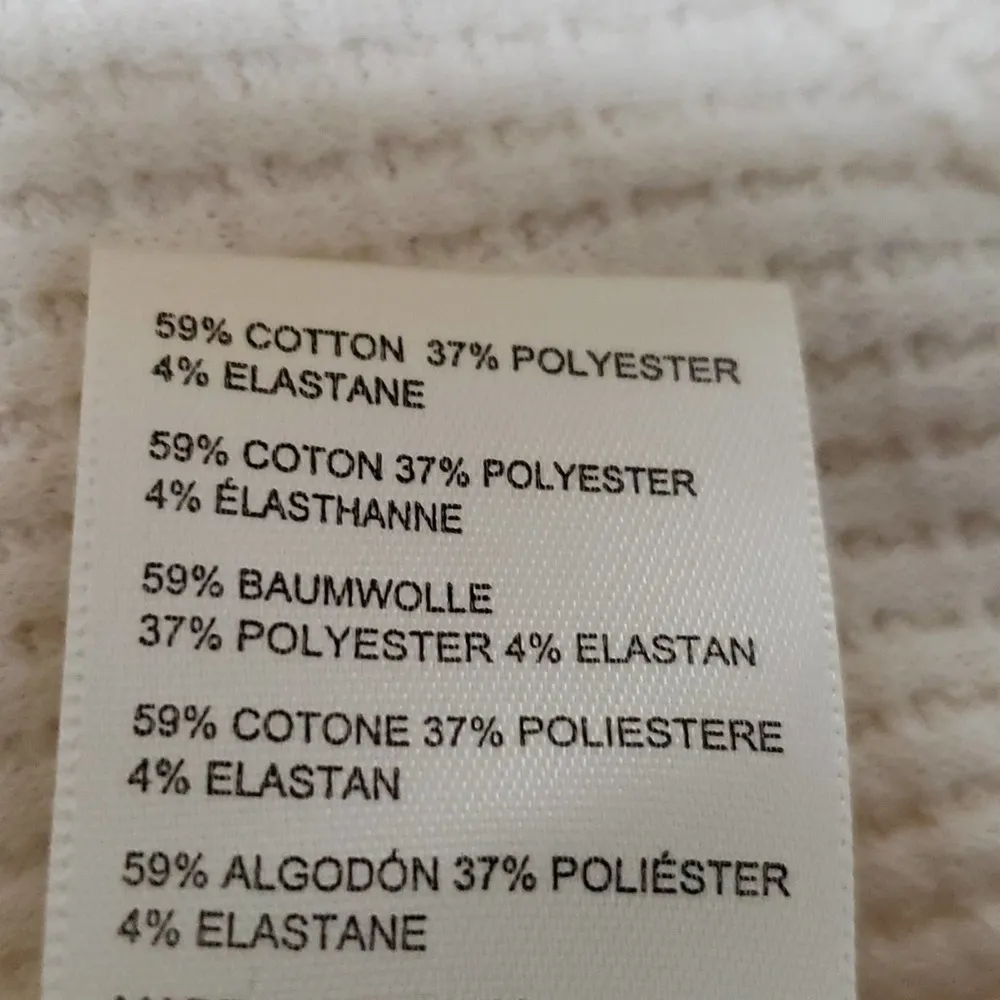 59% COTTON 37% POLYESTER
4% ELASTANE
59% COTON 37% POLYESTER
4% ÉLASTHANNE
59% BAUMWOLLE
37% POLYESTER 4% ELASTAN
59% COTONE 37% POLIESTERE
4% ELASTAN
59% ALGODÓN 37% POLIÉSTER
4% ELASTANE